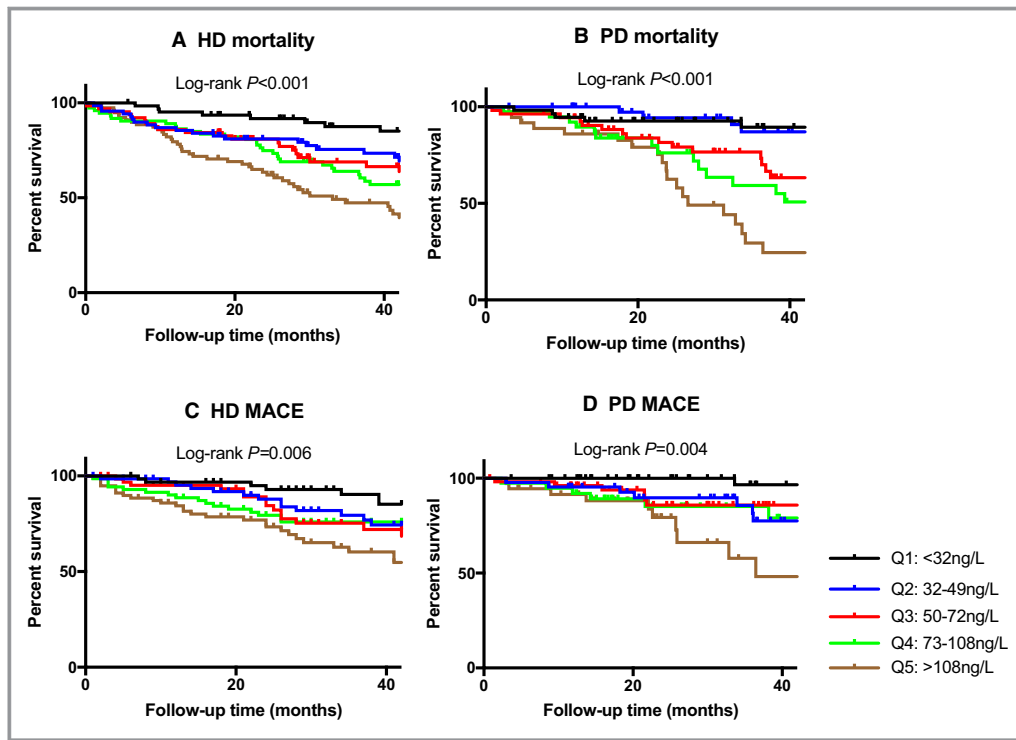 A HD mortality
Log-rank P<0.001
100
50
0
Percent survival
0 20 40
Follow-up time (months)
B PD mortality
Log-rank P<0.001
100
50
0
Percent survival
0 20 40
Follow-up time (months)
C HD MACE
Log-rank P=0.006
100
50
0
Percent survival
0 20 40
Follow-up time (months)
D PD MACE
Log-rank P=0.004
100
50
0
Percent survival
0 20 40
Follow-up time (months)
Q1: <32ng/L
Q2: 32-49ng/L
Q3: 50-72ng/L
Q4: 73-108ng/L
Q5: >108ng/L